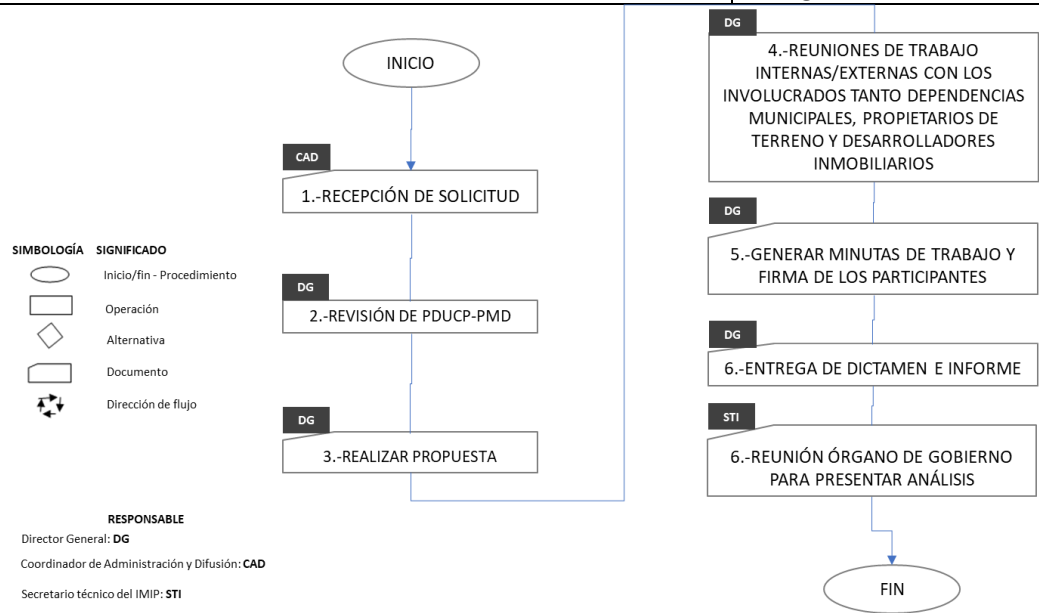 INICIO
CAD
1.-RECEPCIÓN DE SOLICITUD
DG
2.-REVISIÓN DE PDUCP-PMD
DG
3.-REALIZAR PROPUESTA
DG
4.-REUNIONES DE TRABAJO
INTERNAS/EXTERNAS CON LOS
INVOLUCRADOS TANTO DEPENDENCIAS
MUNICIPALES, PROPIETARIOS DE
TERRENO Y DESARROLLADORES
INMOBILIARIOS
DG
5.-GENERAR MINUTAS DE TRABAJO Y
FIRMA DE LOS PARTICIPANTES
DG
6.-ENTREGA DE DICTAMEN E INFORME
STI
6.-REUNIÓN ÓRGANO DE GOBIERNO
PARA PRESENTAR ANÁLISIS
FIN
SIMBOLOGÍA SIGNIFICADO
Inicio/fin - Procedimiento
Operación
Alternativa
Documento
Dirección de flujo
RESPONSABLE
Director General: DG
Coordinador de Administración y Difusión: CAD
Secretario técnico del IMIP: STI